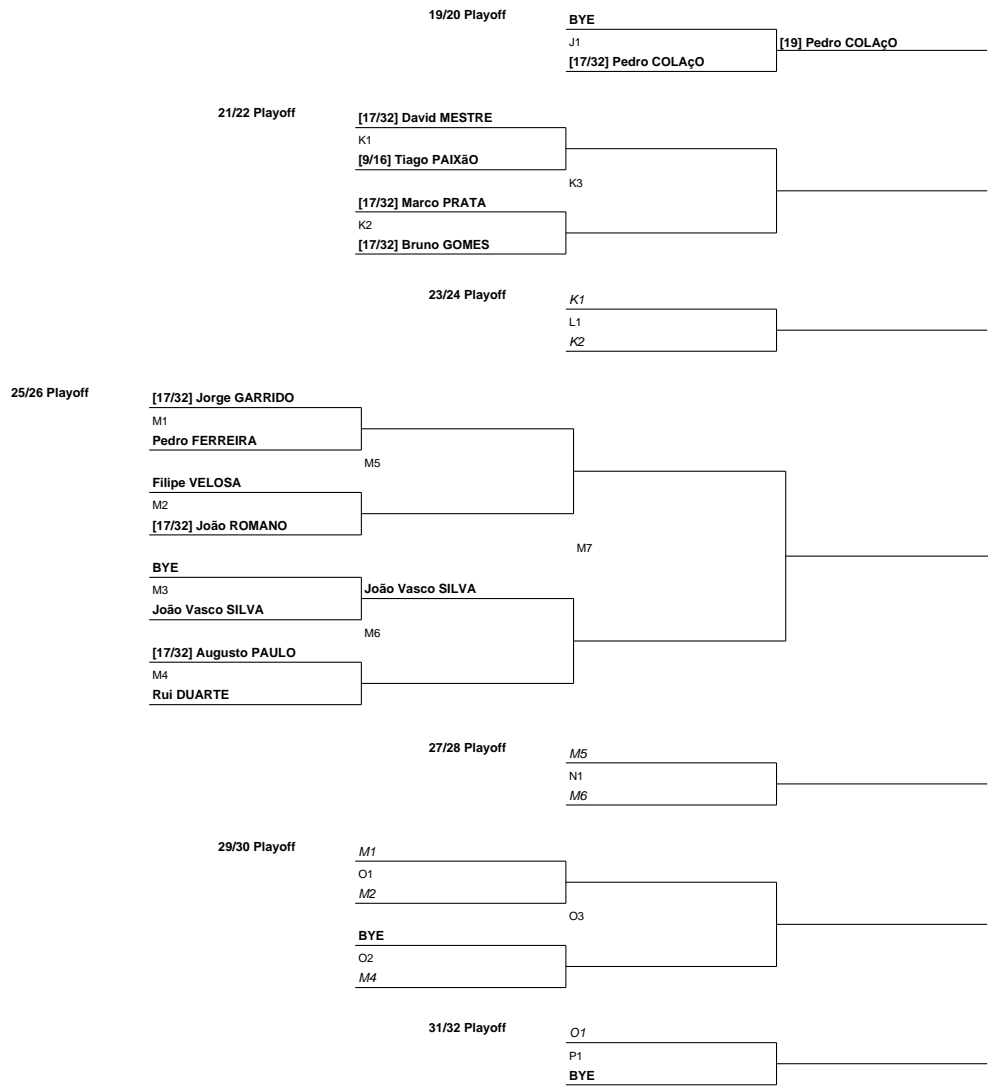 19/20 Playoff
BYE
J1
[19] Pedro COLAçO
[17/32] Pedro COLAçO
21/22 Playoff
[17/32] David MESTRE
K1
[9/16] Tiago PAIXãO
K3
[17/32] Marco PRATA
K2
[17/32] Bruno GOMES
23/24 Playoff
K1
L1
K2
25/26 Playoff
[17/32] Jorge GARRIDO
M1
Pedro FERREIRA
M5
Filipe VELOSA
M2
[17/32] João ROMANO
M7
BYE
M3
João Vasco SILVA
João Vasco SILVA
M6
[17/32] Augusto PAULO
M4
Rui DUARTE
27/28 Playoff
M5
N1
M6
29/30 Playoff
M1
O1
M2
O3
BYE
O2
M4
31/32 Playoff
O1
P1
BYE